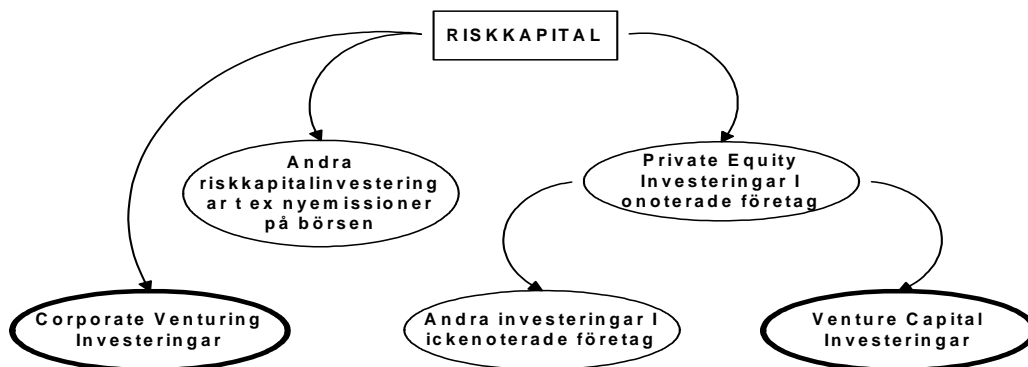 RISKKAPITAL
Andra
riskkapitalinvestering
ar t ex nyemissioner
på börsen
Private Equity
Investeringar I
onoterade företag
Corporate Venturing
Investeringar
Andra investeringar I
ickenoterade företag
Venture Capital
Investeringar